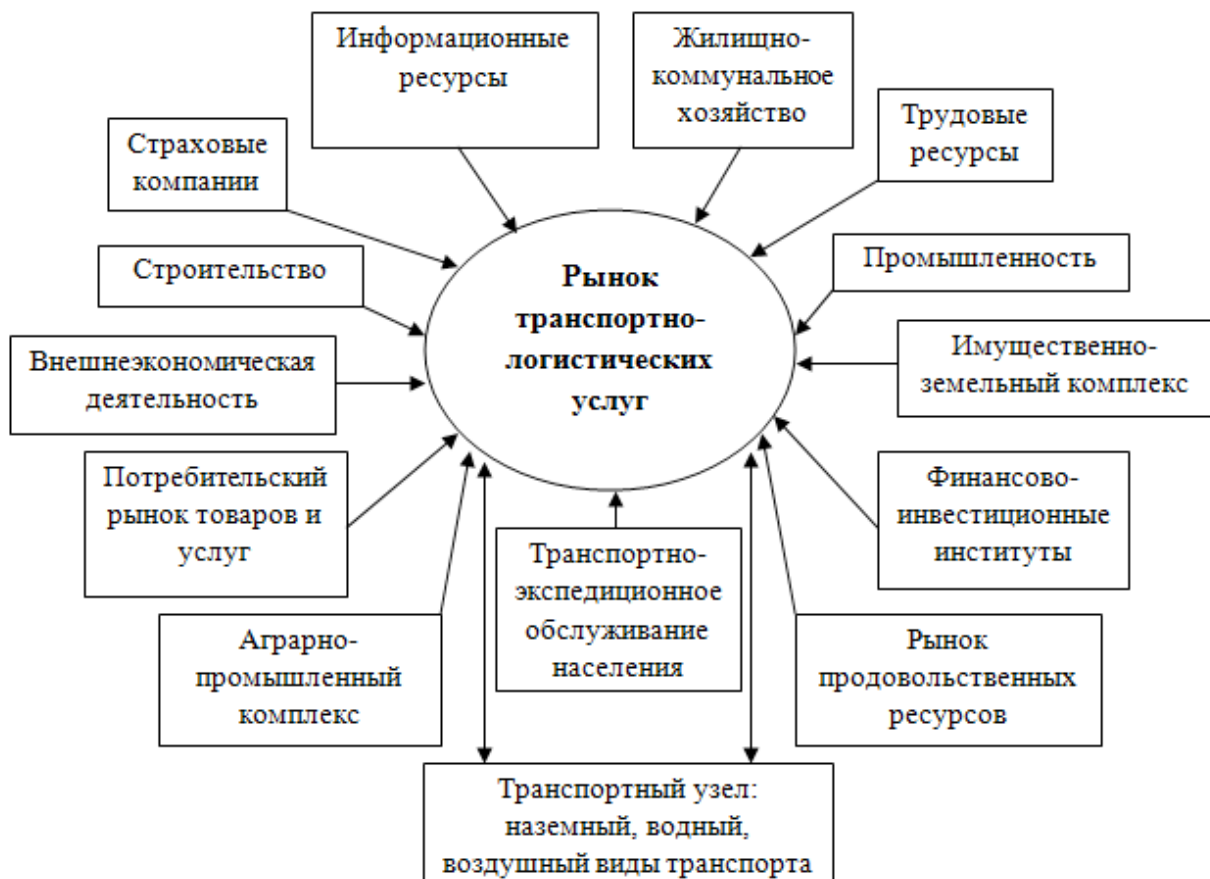 Информационные
ресурсы
Жилищно-
коммунальное
хозяйство
Трудовые
ресурсы
Страховые
компании
Строительство
Промышленность
Рынок
транспортно-
логистических
услуг
Внешнеэкономическая
деятельность
Имущественно-
земельный комплекс
Потребительский
рынок товаров и
услуг
Финансово-
инвестиционные
институты
Транспортно-
экспедиционное
обслуживание
населения
Аграрно-
промышленный
комплекс
Рынок
продовольственных
ресурсов
Транспортный узел:
наземный, водный,
воздушный виды транспорта